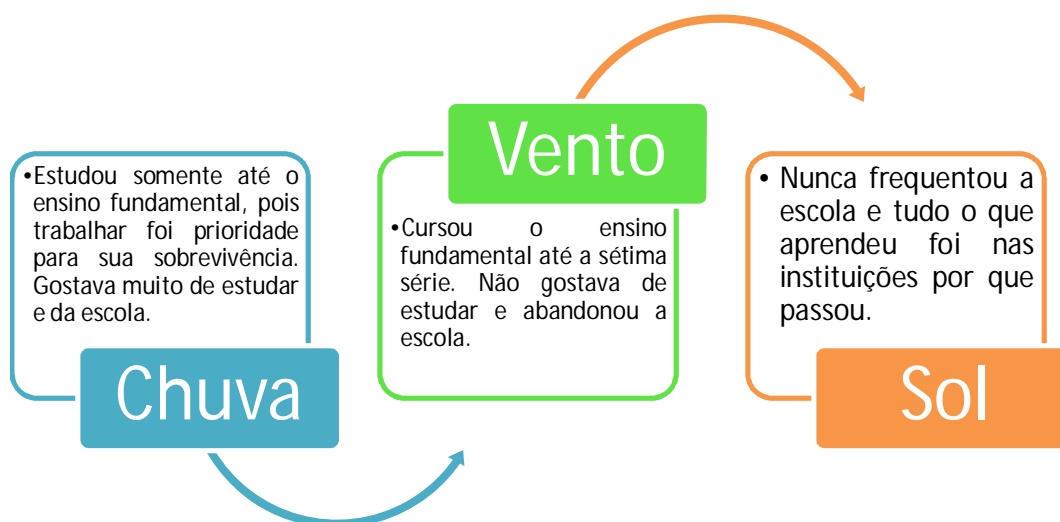 •Estudou somente até o
ensino fundamental, pois
trabalhar foi prioridade
para sua sobrevivência.
Gostava muito de estudar
e da escola.
Chuva
Vento
•Cursou o ensino
fundamental até a sétima
série. Não gostava de
estudar e abandonou a
escola.
• Nunca frequentou a
escola e tudo o que
aprendeu foi nas
instituições por que
passou.
Sol